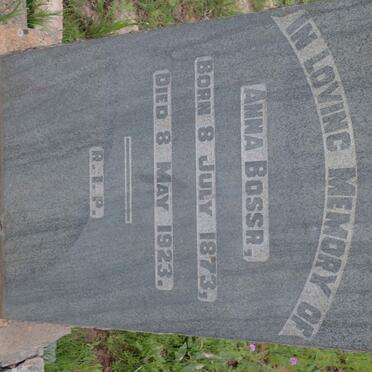 IN LOVING MEMORY OF
ANNA BOSSR,
BORN 8 JULY 1873,
DIED 8 MAY 1923.
R.I.P.